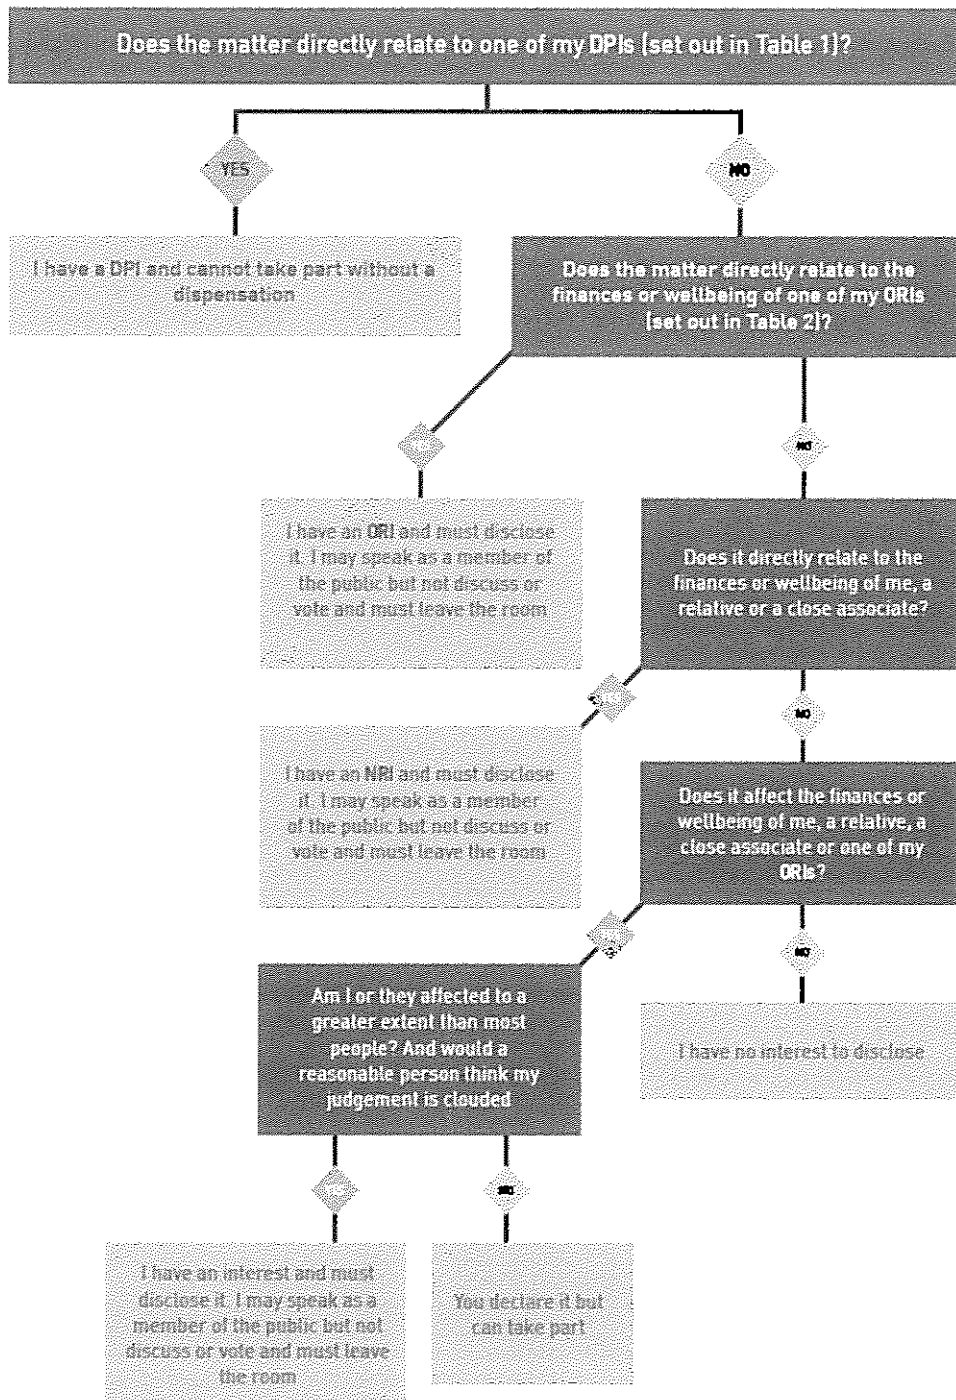 Does the matter directly relate to one of my DPIs (set out in Table 1)?
YES
NO
I have a DPI and cannot take part without a
dispensation
Does the matter directly relate to the
finances or wellbeing of one of my ORIs
(set out in Table 2)?
YES
NO
I have an ORI and must disclose
it. I may speak as a member of
the public but not discuss or
vote and must leave the room
Does it directly relate to the
finances or wellbeing of me, a
relative or a close associate?
YES
NO
I have an NRI and must disclose
it. I may speak as a member
of the public but not discuss or
vote and must leave the room
Does it affect the finances or
wellbeing of me, a relative, a
close associate or one of my
ORIs?
NO
Am I or they affected to a
greater extent than most
people? And would a
reasonable person think my
judgement is clouded
I have no interest to disclose
YES
NO
I have an interest and must
disclose it. I may speak as a
member of the public but not
discuss or vote and must leave
the room
You declare it but
can take part